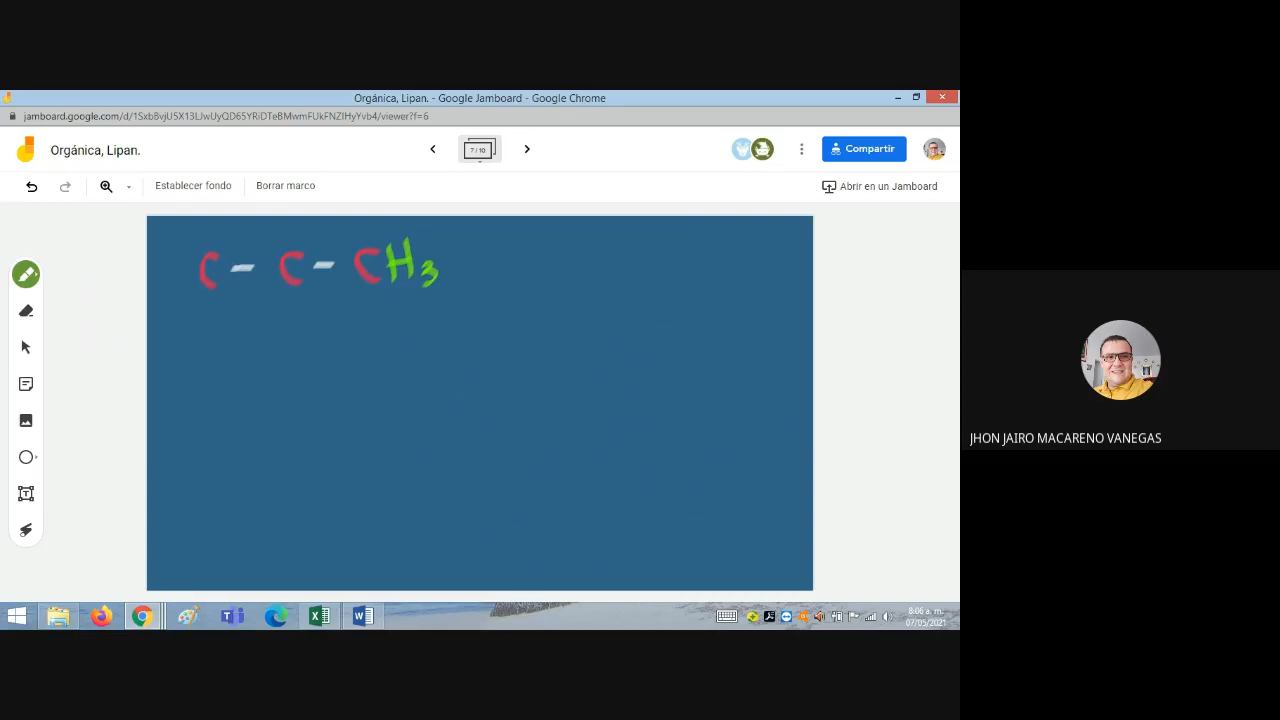 Orgánica, Lipan. - Google Jamboard - Google Chrome
jamboard.google.com/d/1SxbBvjU5X13LJwUyQD65YRiDTeBMwmFUkFNZIHyYvb4/viewer?f=6
Orgánica, Lipan.
7 / 10
Compartir
Establecer fondo
Borrar marco
Abrir en un Jamboard
C - C - CH3
JHON JAIRO MACARENO VANEGAS
8:06 a. m.
07/05/2021